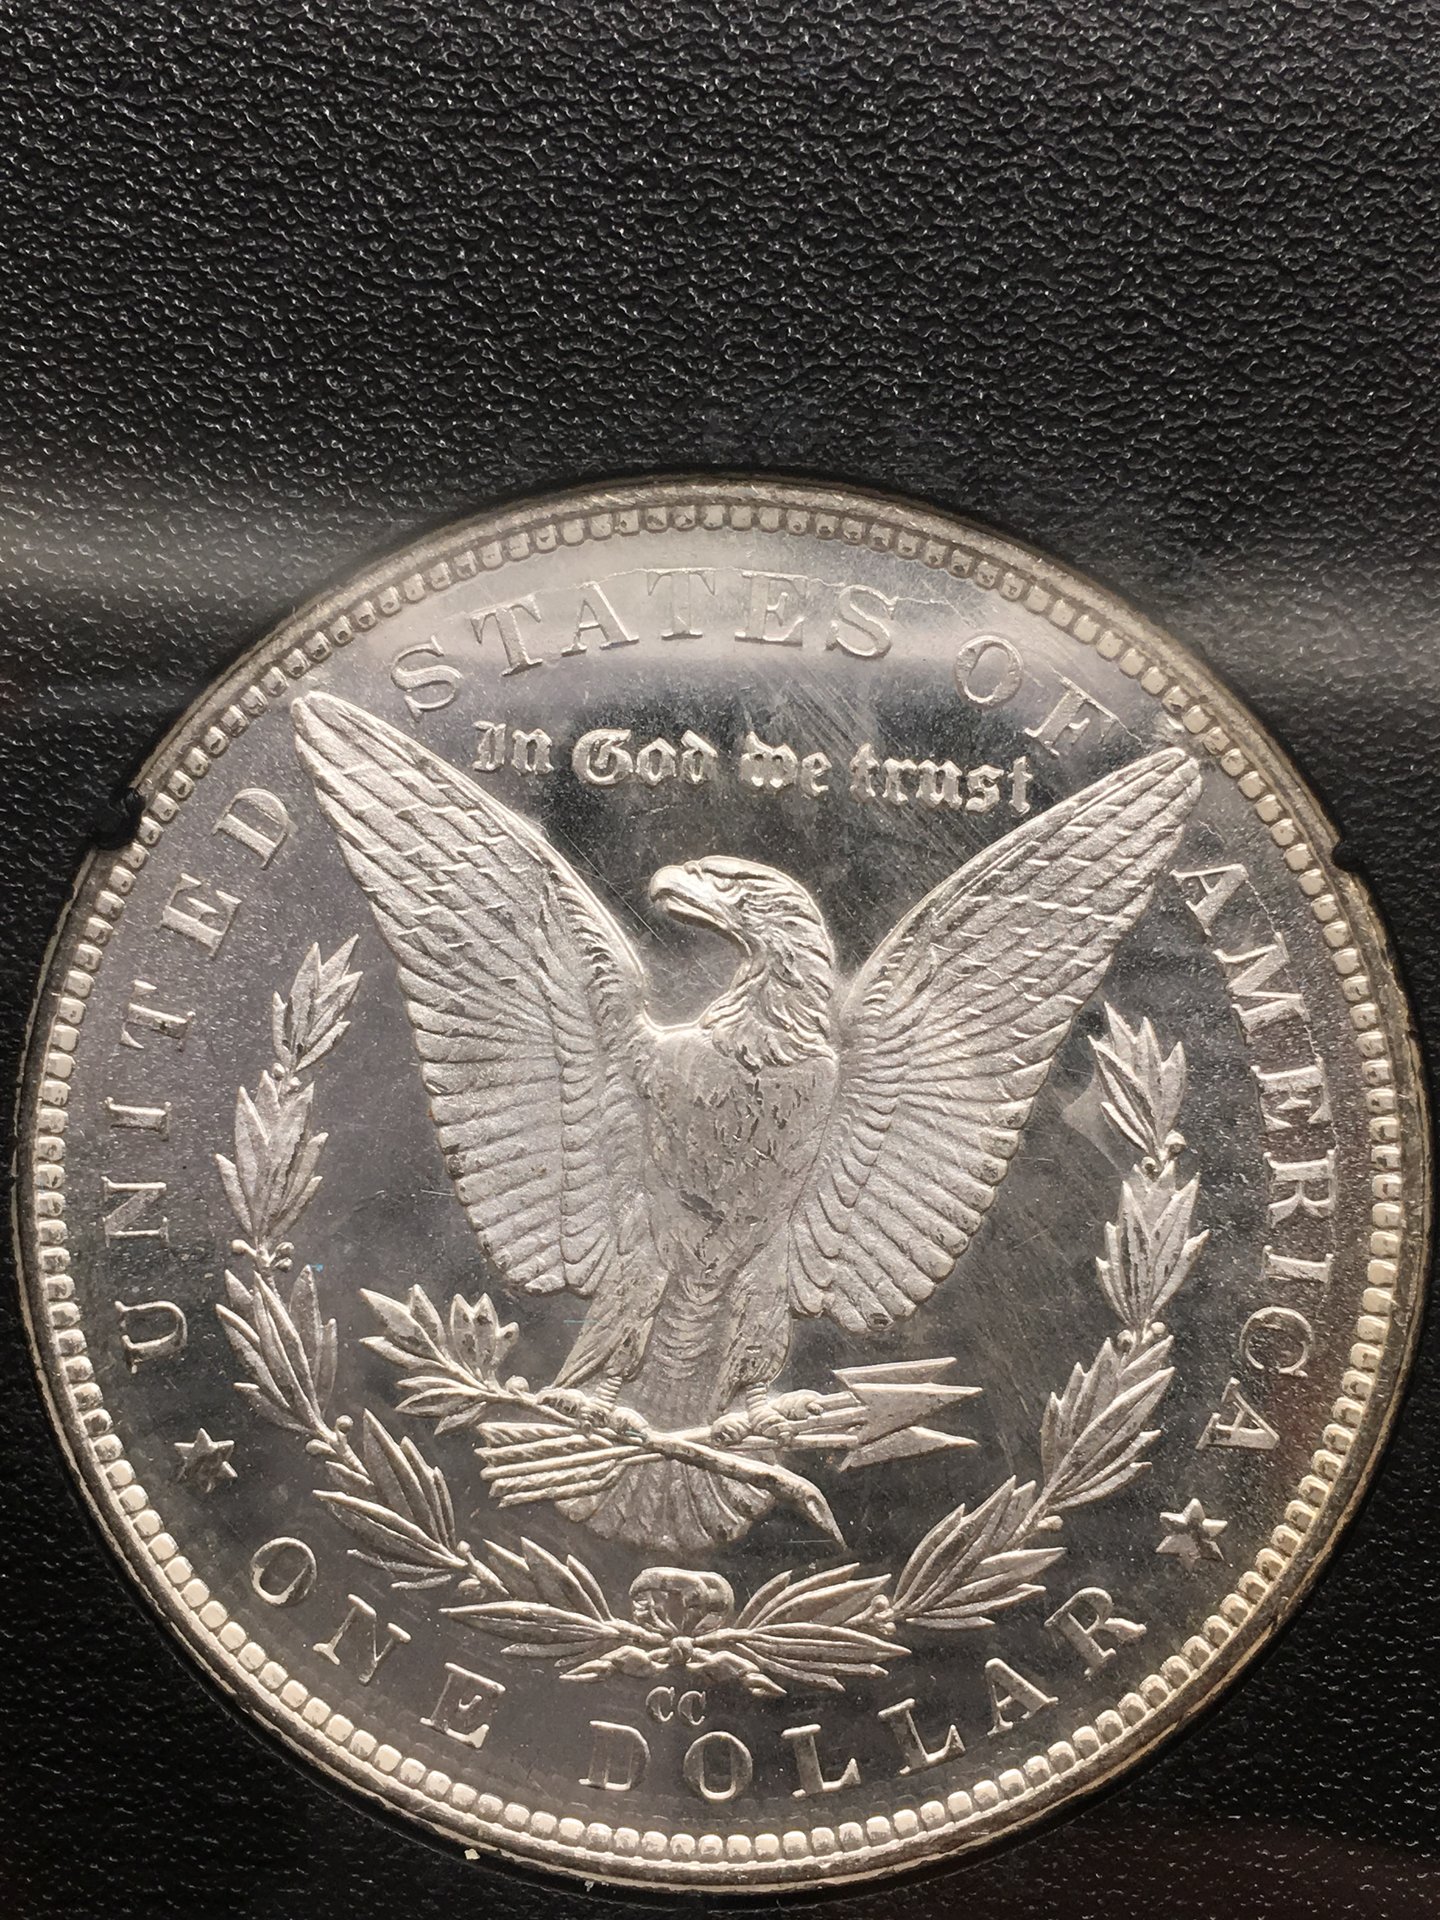 UNITED STATES OF AMERICA
In God we trust
CC
ONE DOLLAR